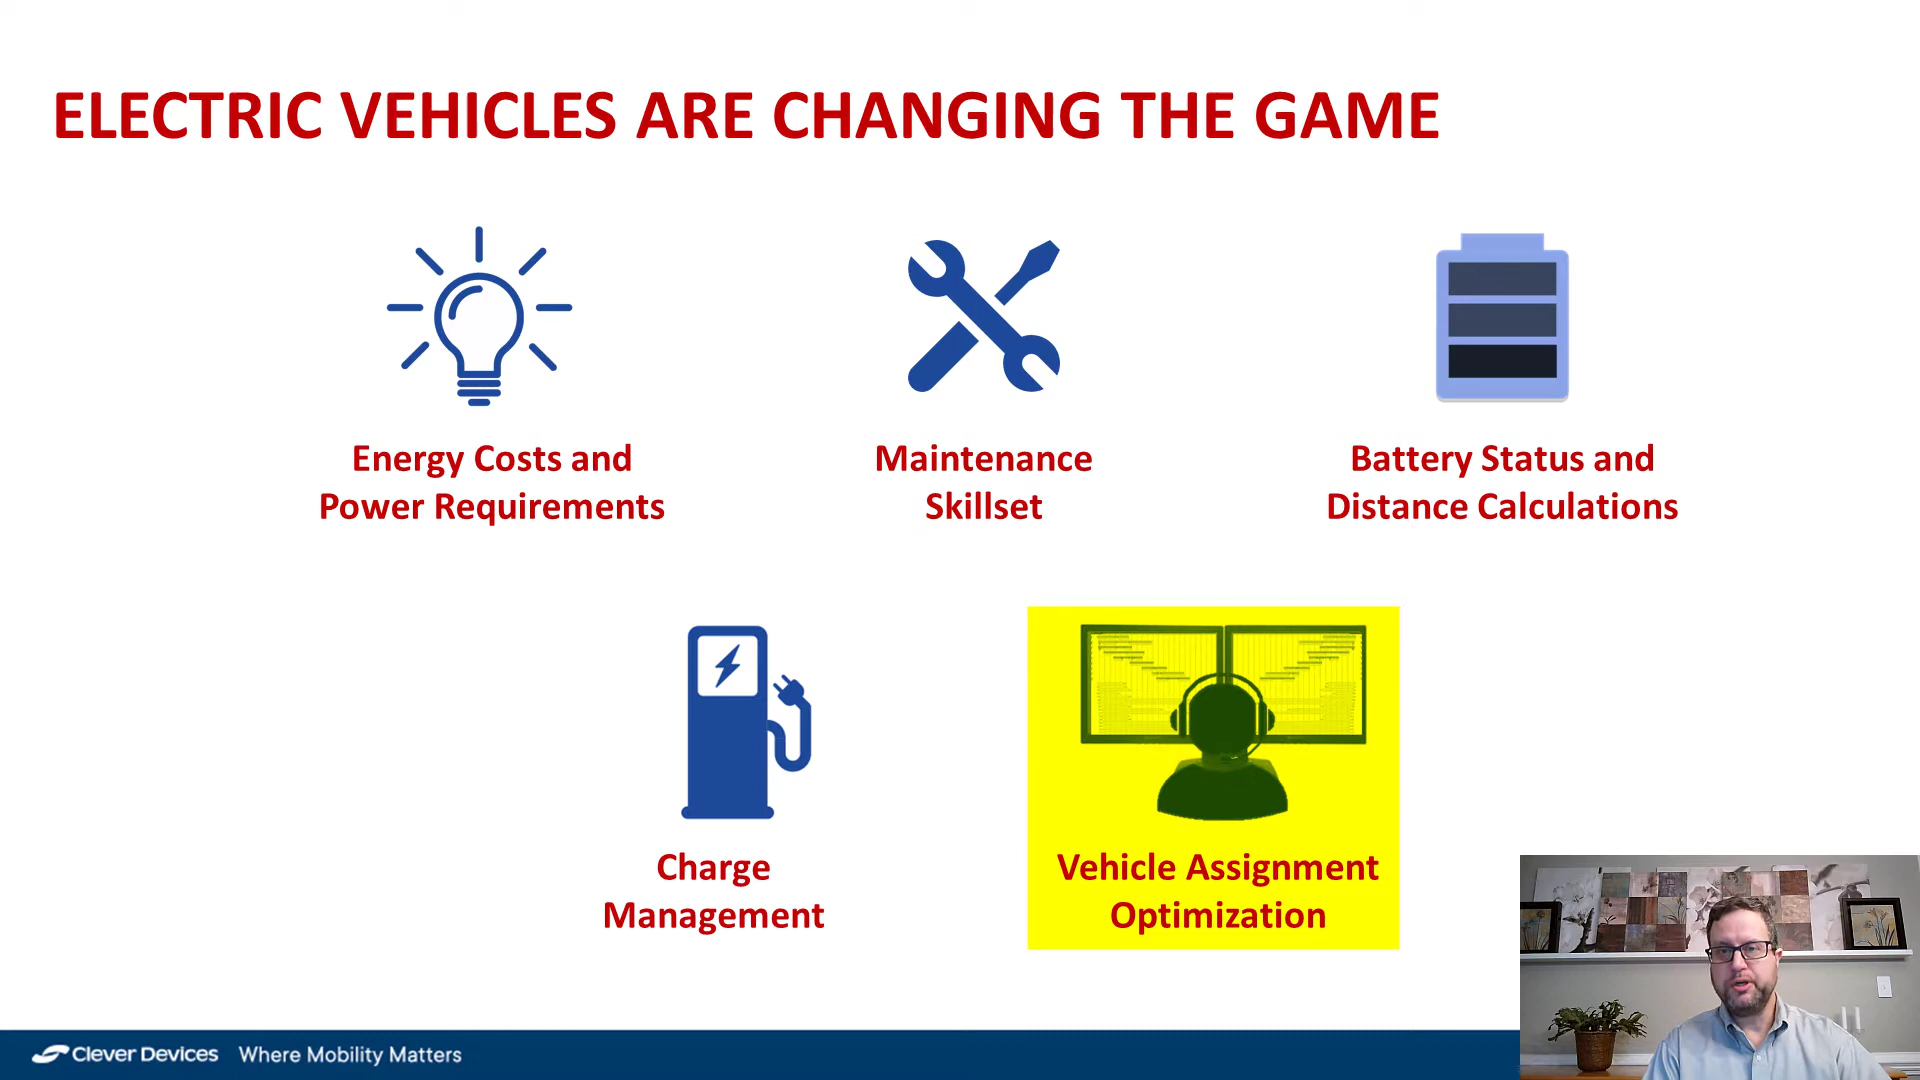 ELECTRIC VEHICLES ARE CHANGING THE GAME
Energy Costs and
Power Requirements
Maintenance
Skillset
Battery Status and
Distance Calculations
Charge
Management
Vehicle Assignment
Optimization
Clever Devices Where Mobility Matters